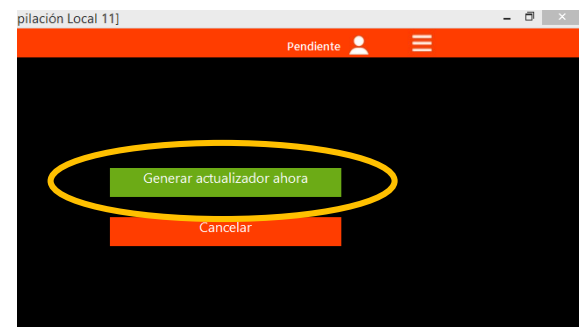 pilación Local 11]
Pendiente
Generar actualizador ahora
Cancelar